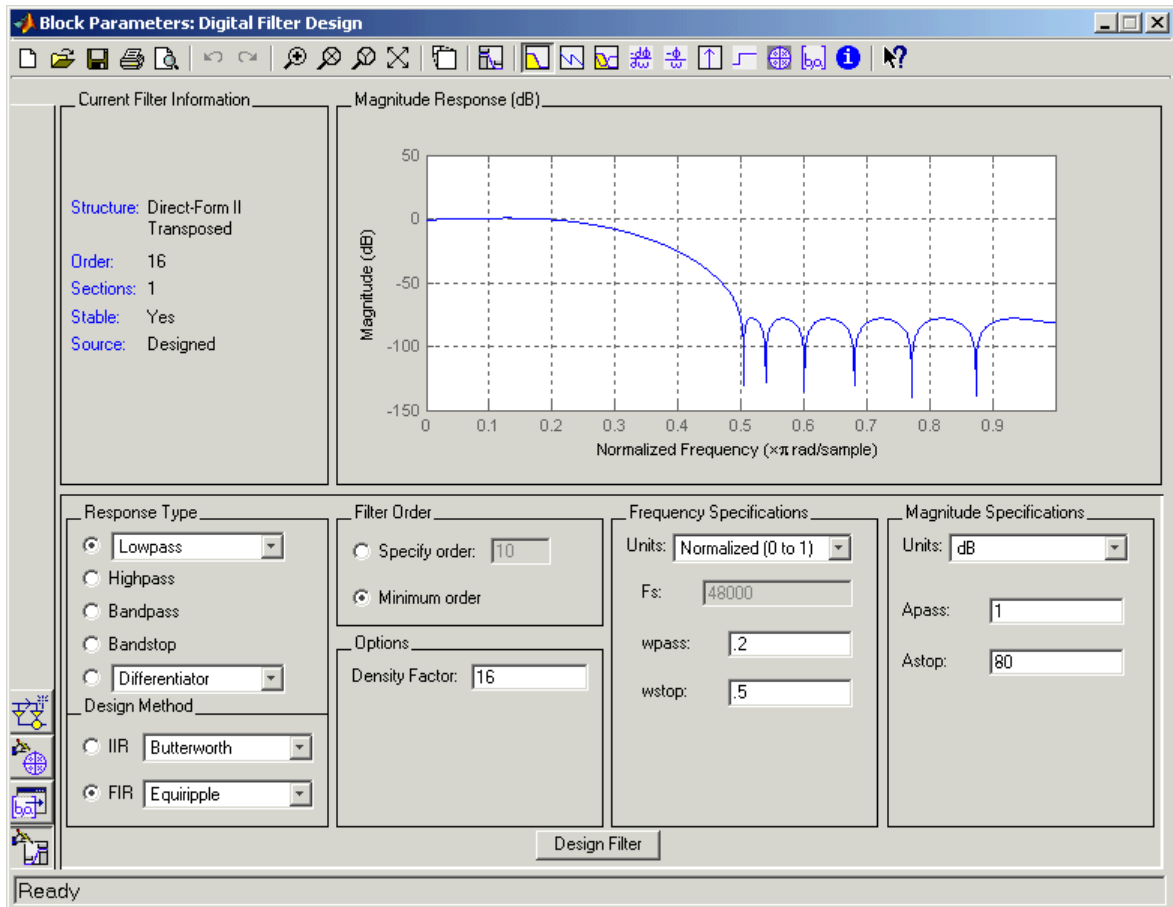 Block Parameters: Digital Filter Design
[b,a]
i
?
Current Filter Information
Structure: Direct-Form II
Transposed
Order: 16
Sections: 1
Stable: Yes
Source: Designed
Magnitude Response (dB)
50
0
-50
-100
-150
Magnitude (dB)
0 0.1 0.2 0.3 0.4 0.5 0.6 0.7 0.8 0.9
Normalized Frequency (×π rad/sample)
Response Type
Lowpass
Highpass
Bandpass
Bandstop
Differentiator
Design Method
IIR Butterworth
FIR Equiripple
Filter Order
Specify order: 10
Minimum order
Options
Density Factor: 16
Frequency Specifications
Units: Normalized (0 to 1)
Fs: 48000
wpass: .2
wstop: .5
Magnitude Specifications
Units: dB
Apass: 1
Astop: 80
[b,a]
Design Filter
Ready